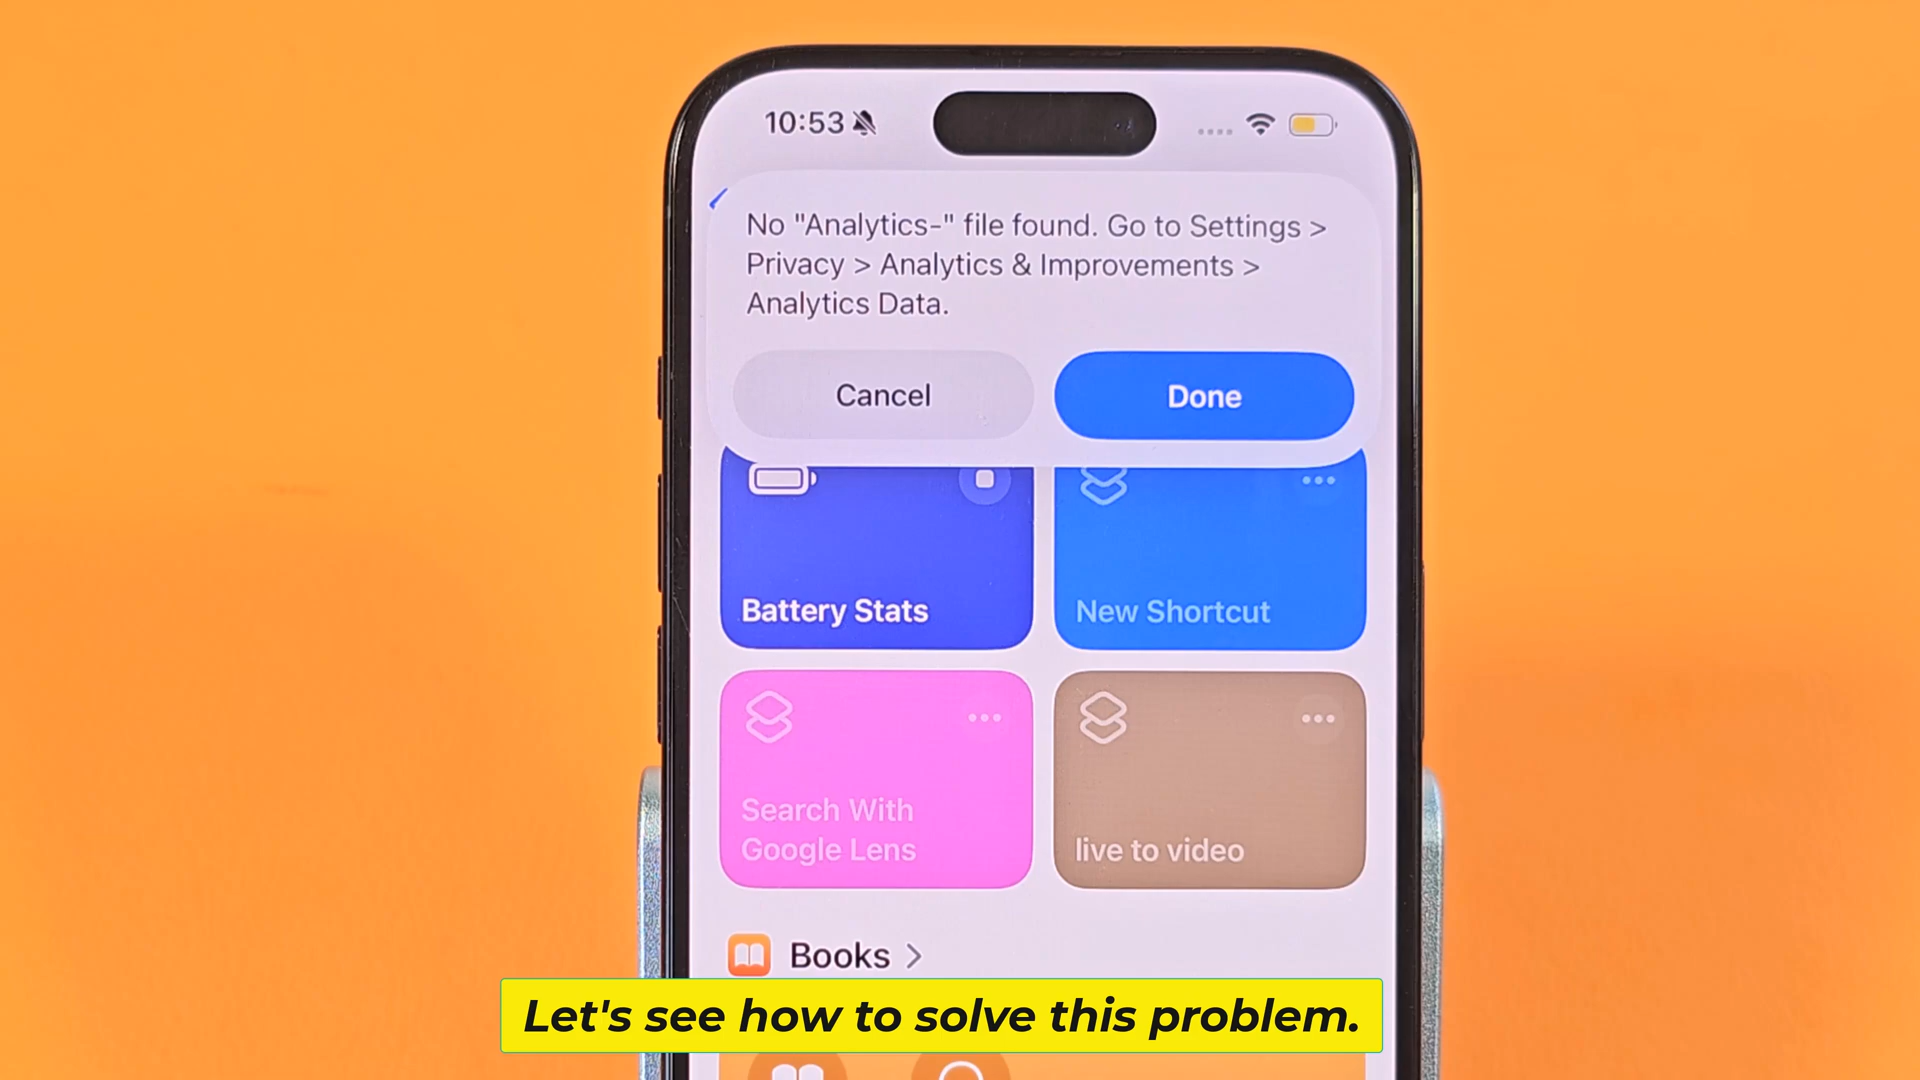 10:53
No "Analytics-" file found. Go to Settings >
Privacy > Analytics & Improvements >
Analytics Data.
Cancel
Done
Battery Stats
New Shortcut
Search With
Google Lens
live to video
Books >
Let's see how to solve this problem.